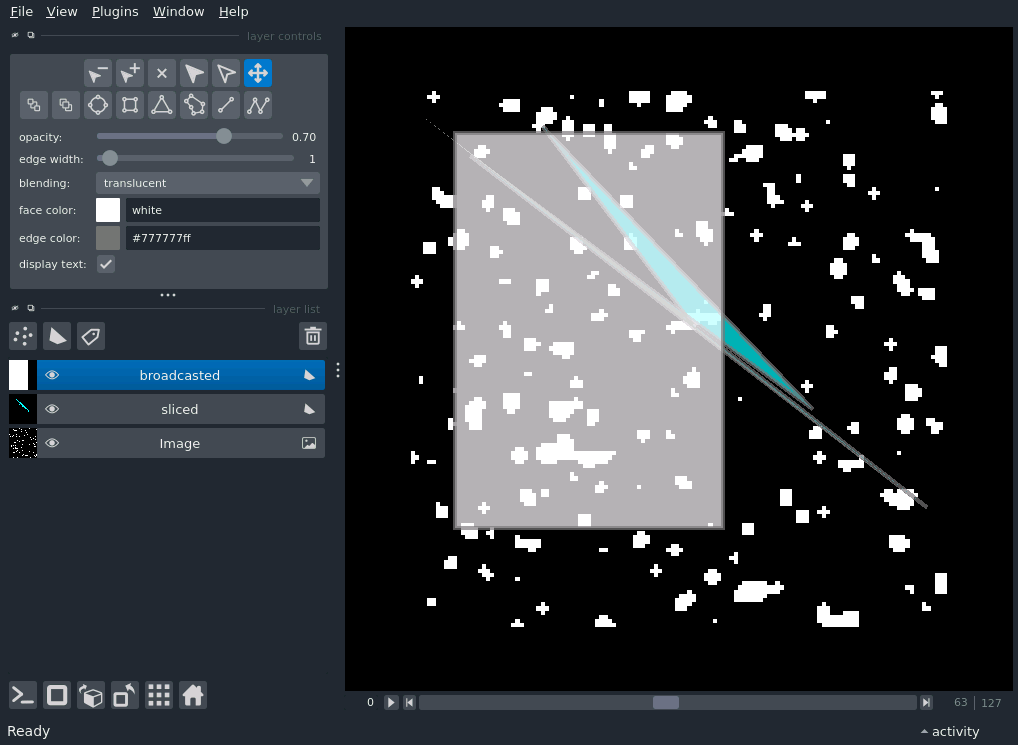 File View Plugins Window Help
layer controls
opacity: 0.70
edge width: 1
blending: translucent
face color: white
edge color: #777777ff
display text:
layer list
broadcasted
sliced
Image
0 63 127
Ready activity